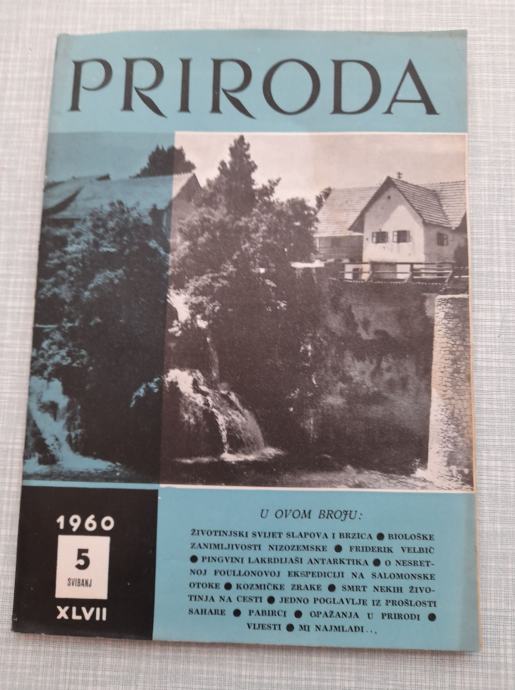 PRIRODA
U OVOM BROJU:
ŽIVOTINJSKI SVIJET SLAPOVA I BRZICA ● BIOLOŠKE
ZANIMLJIVOSTI NIZOZEMSKE ● FRIDERIK VELBIČ
● PINGVINI LAKRDIJAŠI ANTARKTIKA ● O NESRET-
NOJ FOULLONOVOJ EKSPEDICIJI NA SALOMONSKE
OTOKE ● KOZMIČKE ZRAKE ● SMRT NEKIH ŽIVO-
TINJA NA CESTI ● JEDNO POGLAVLJE IZ PROŠLOSTI
SAHARE ● PABIRCI ● OPAŽANJA U PRIRODI ●
VIJESTI ● MI NAJMLAĐI...
1960
5
SVIBANJ
XLVII